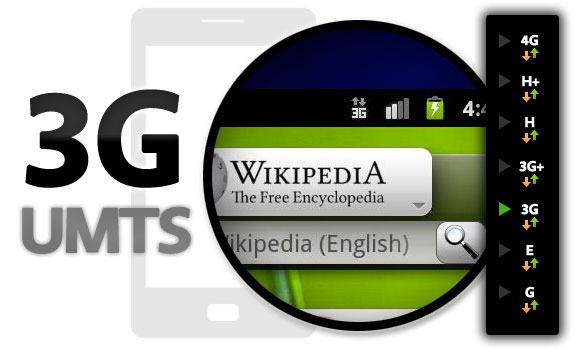 3G
UMTS
3G
4:4
WIKIPEDIA
The Free Encyclopedia
ikipedia (English)
4G
H+
H
3G+
3G
E
G